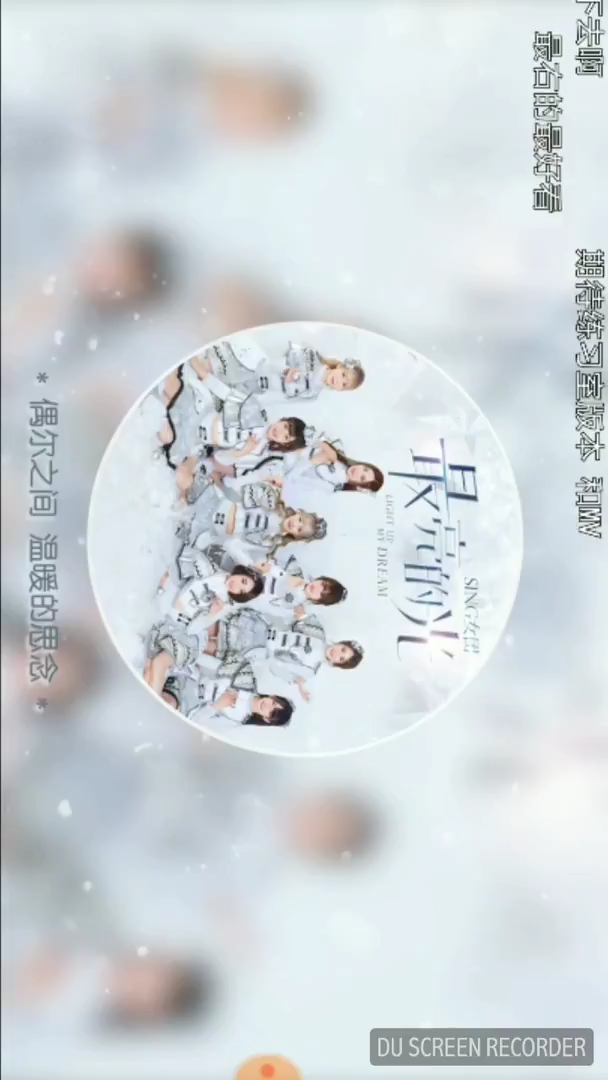 下去啊
期待练习室版本 和MV
最右的最好看
SING女团
最亮的光
LIGHT UP
MY DREAM
* 偶尔之间 温暖的思念 *
DU SCREEN RECORDER